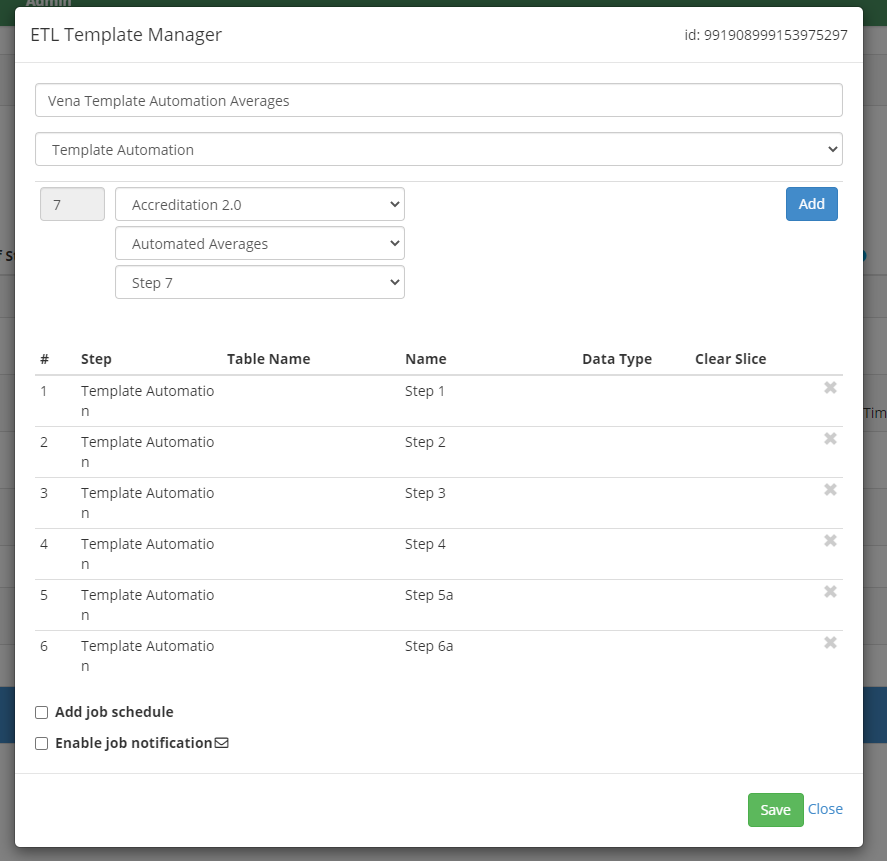 Admin
ETL Template Manager
id: 991908999153975297
Vena Template Automation Averages
Template Automation
7
Accreditation 2.0
Add
Automated Averages
Step 7
# Step Table Name Name Data Type Clear Slice
1 Template Automatio Step 1
n
2 Template Automatio Step 2
n
3 Template Automatio Step 3
n
4 Template Automatio Step 4
n
5 Template Automatio Step 5a
n
6 Template Automatio Step 6a
n
Tim
Add job schedule
Enable job notification
Save Close